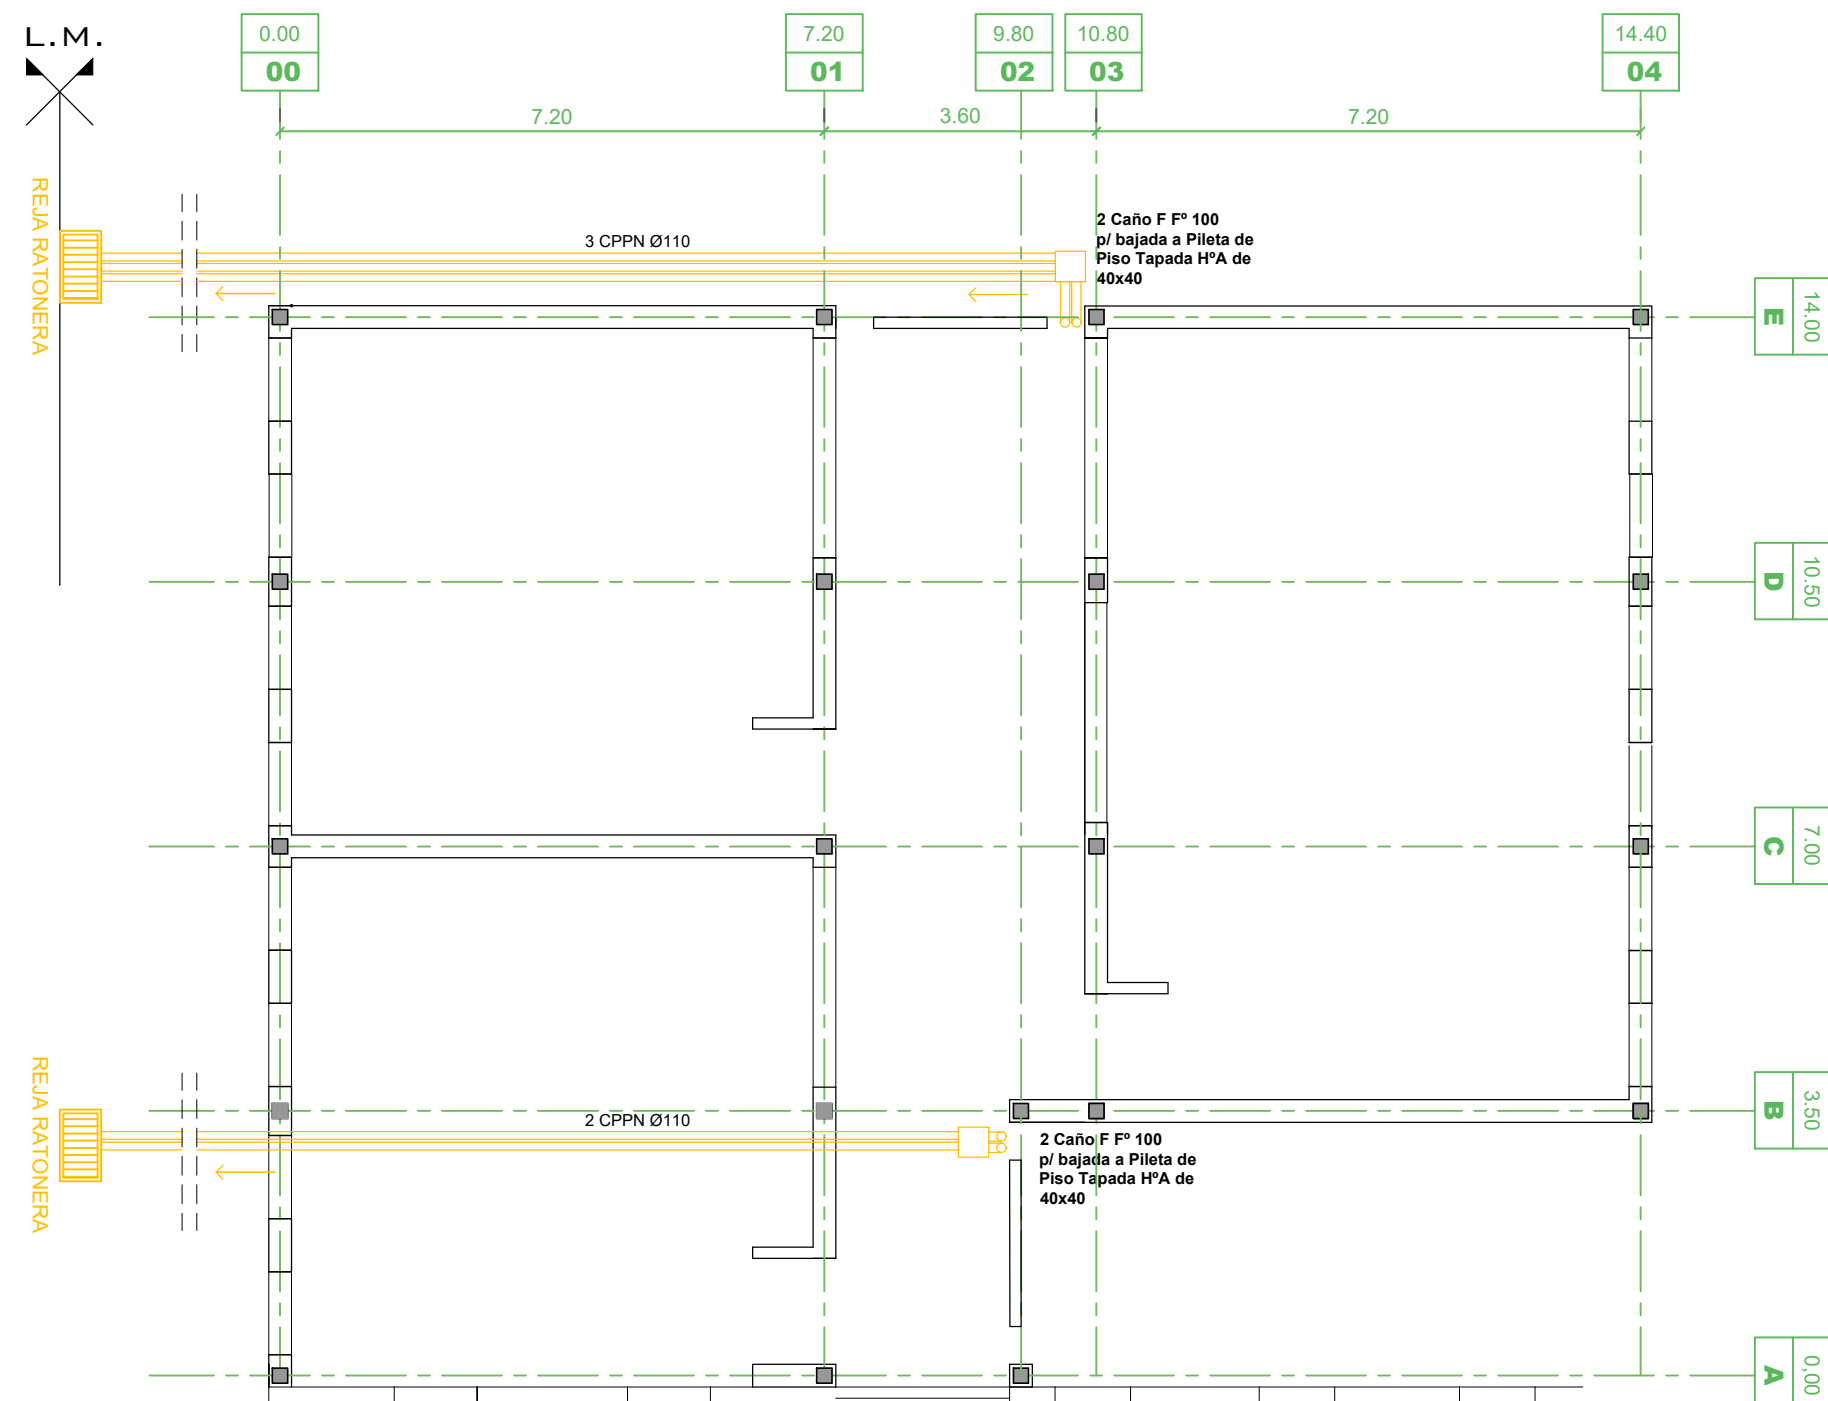 L.M.
0.00
00
7.20
01
9.80
02
10.80
03
14.40
04
7.20
3.60
7.20
REJA RATONERA
3 CPPN Ø110
2 Caño F Fº 100
p/ bajada a Pileta de
Piso Tapada HºA de
40x40
E
14.00
D
10.50
C
7.00
REJA RATONERA
2 CPPN Ø110
2 Caño F Fº 100
p/ bajada a Pileta de
Piso Tapada HºA de
40x40
B
3.50
A
0,00